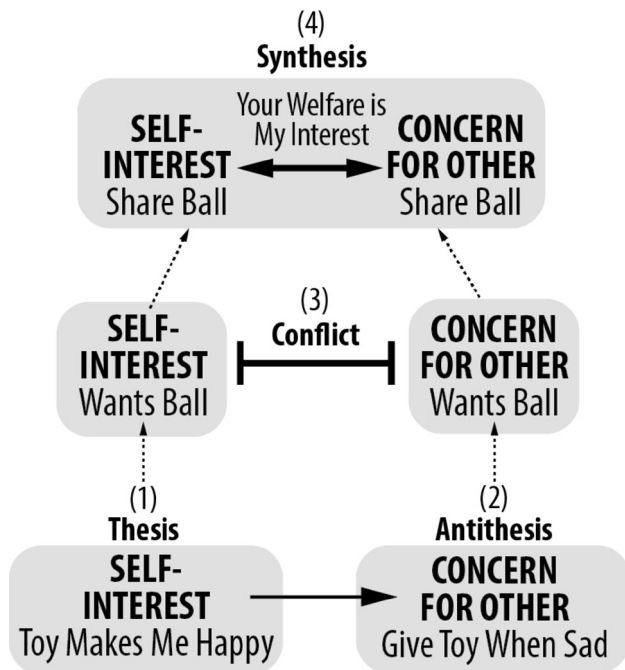 (4)
Synthesis
Your Welfare is
My Interest
SELF-
INTEREST
Share Ball
CONCERN
FOR OTHER
Share Ball
(3)
Conflict
SELF-
INTEREST
Wants Ball
CONCERN
FOR OTHER
Wants Ball
(1)
Thesis
SELF-
INTEREST
Toy Makes Me Happy
(2)
Antithesis
CONCERN
FOR OTHER
Give Toy When Sad